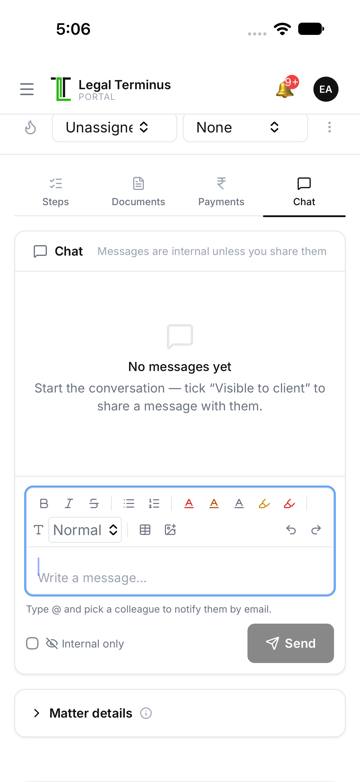 5:06
Legal Terminus
PORTAL
9+
EA
Unassigne
None
Steps
Documents
Payments
Chat
Chat Messages are internal unless you share them
No messages yet
Start the conversation — tick “Visible to client” to
share a message with them.
B I S A A A
T Normal
Write a message...
Type @ and pick a colleague to notify them by email.
Internal only
Send
Matter details